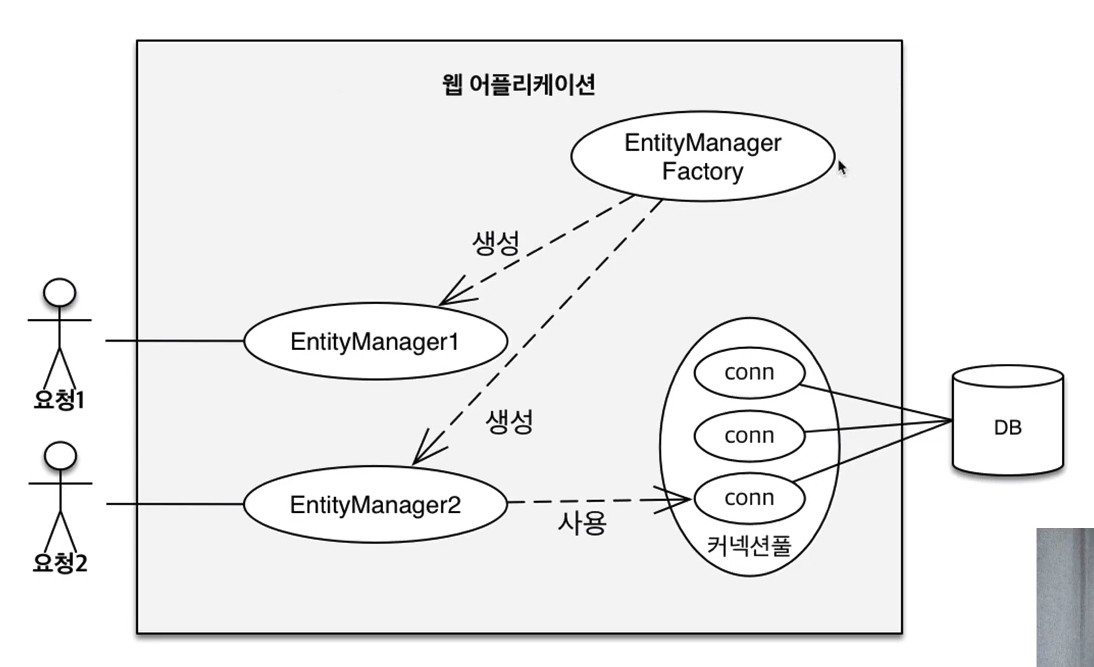 웹 어플리케이션
EntityManager
Factory
생성
요청1
EntityManager1
생성
conn
conn
conn
커넥션풀
DB
요청2
EntityManager2
사용